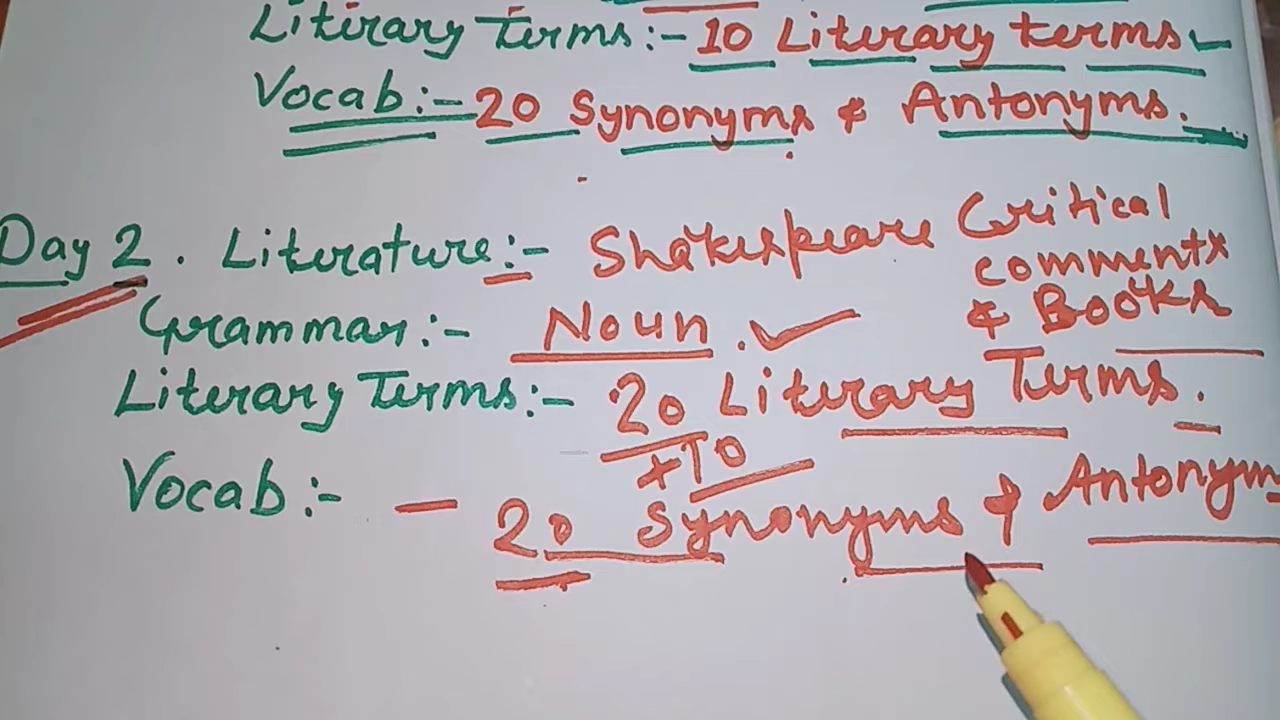 Literary Terms:- 10 Literary terms
Vocab:- 20 Synonyms & Antonyms.
Day 2. Literature:- Shakespeare Critical
comments
& Books
Grammar:- Noun. ✓
Literary Terms:- 20 Literary Terms.
+10
Vocab:- - 20 Synonyms & Antonym